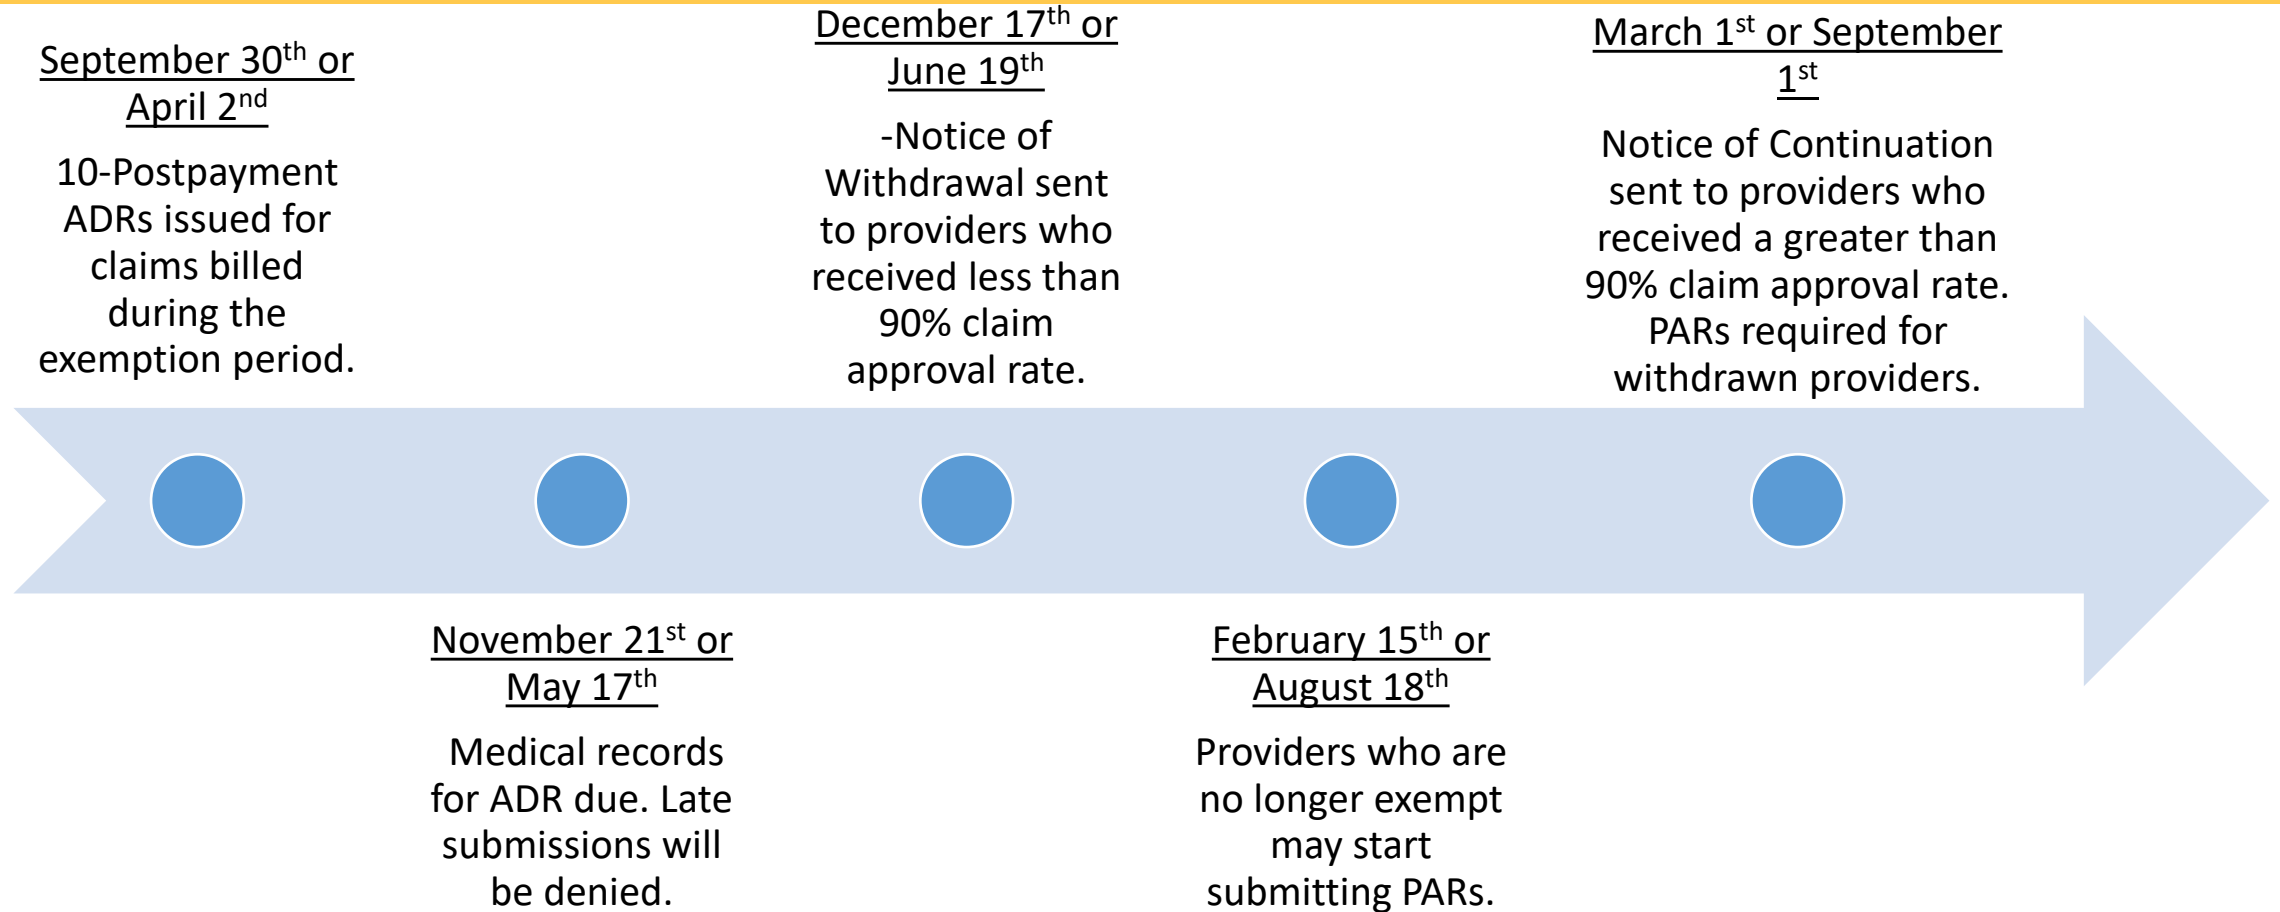 September 30th or
April 2nd
10-Postpayment
ADRs issued for
claims billed
during the
exemption period.
November 21st or
May 17th
Medical records
for ADR due. Late
submissions will
be denied.
December 17th or
June 19th
-Notice of
Withdrawal sent
to providers who
received less than
90% claim
approval rate.
February 15th or
August 18th
Providers who are
no longer exempt
may start
submitting PARs.
March 1st or September
1st
Notice of Continuation
sent to providers who
received a greater than
90% claim approval rate.
PARs required for
withdrawn providers.